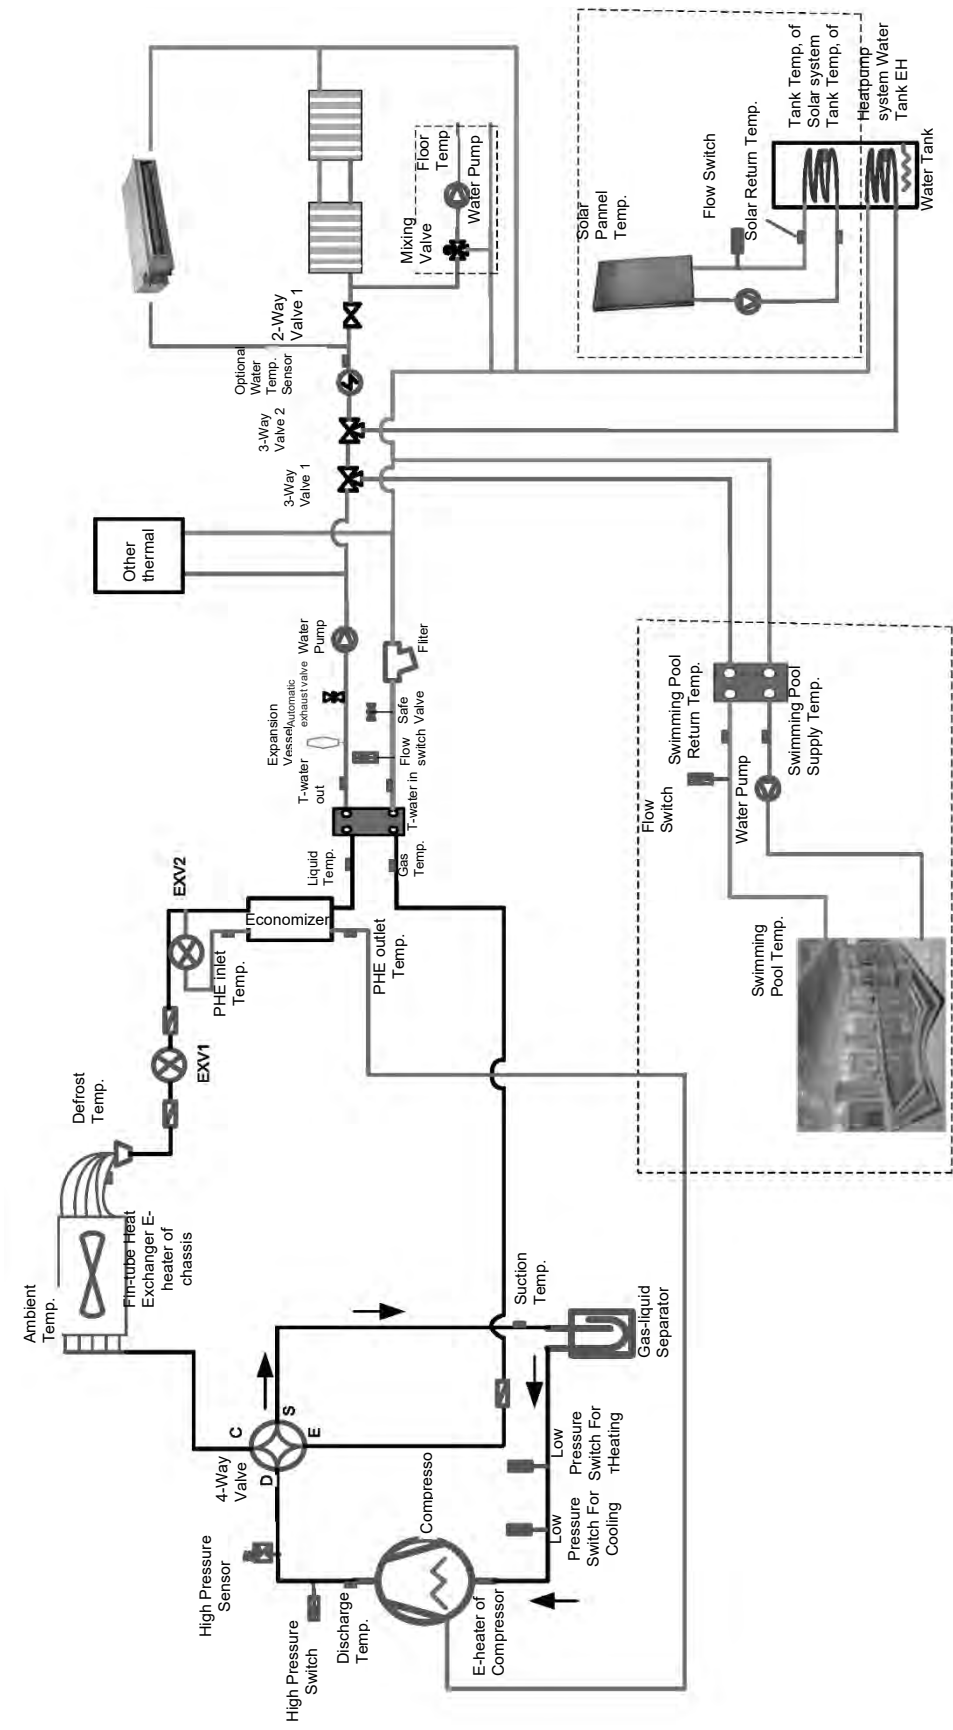 Ambient
Temp.
Fin-tube Heat
Exchanger E-
heater of
chassis
Defrost
Temp.
EXV1
EXV2
PHE inlet
Temp.
Economizer
PHE outlet
Temp.
Liquid
Temp.
Gas
Temp.
T-water
out
T-water in
Expansion
Vessel
Automatic
exhaust valve
Water
Pump
Flow
switch
Safe
Valve
Fliter
Other
thermal
3-Way
Valve 1
3-Way
Valve 2
Optional
Water
Temp.
Sensor
2-Way
Valve 1
Mixing
Valve
Floor
Temp
Water Pump
Solar
Pannel
Temp.
Flow Switch
Solar Return Temp.
Tank Temp, of
Solar system
Tank Temp, of
Heatpump
system Water
Tank EH
Water Tank
Swimming Pool
Return Temp.
Flow
Switch
Water Pump
Swimming Pool
Supply Temp.
Swimming
Pool Temp.
Suction
Temp.
Gas-liquid
Separator
C
S
E
D
4-Way
Valve
High Pressure
Sensor
High Pressure
Switch
Discharge
Temp.
Compresso
E-heater of
Compressor
Low
Pressure
Switch For
τHeating
Low
Pressure
Switch For
Cooling